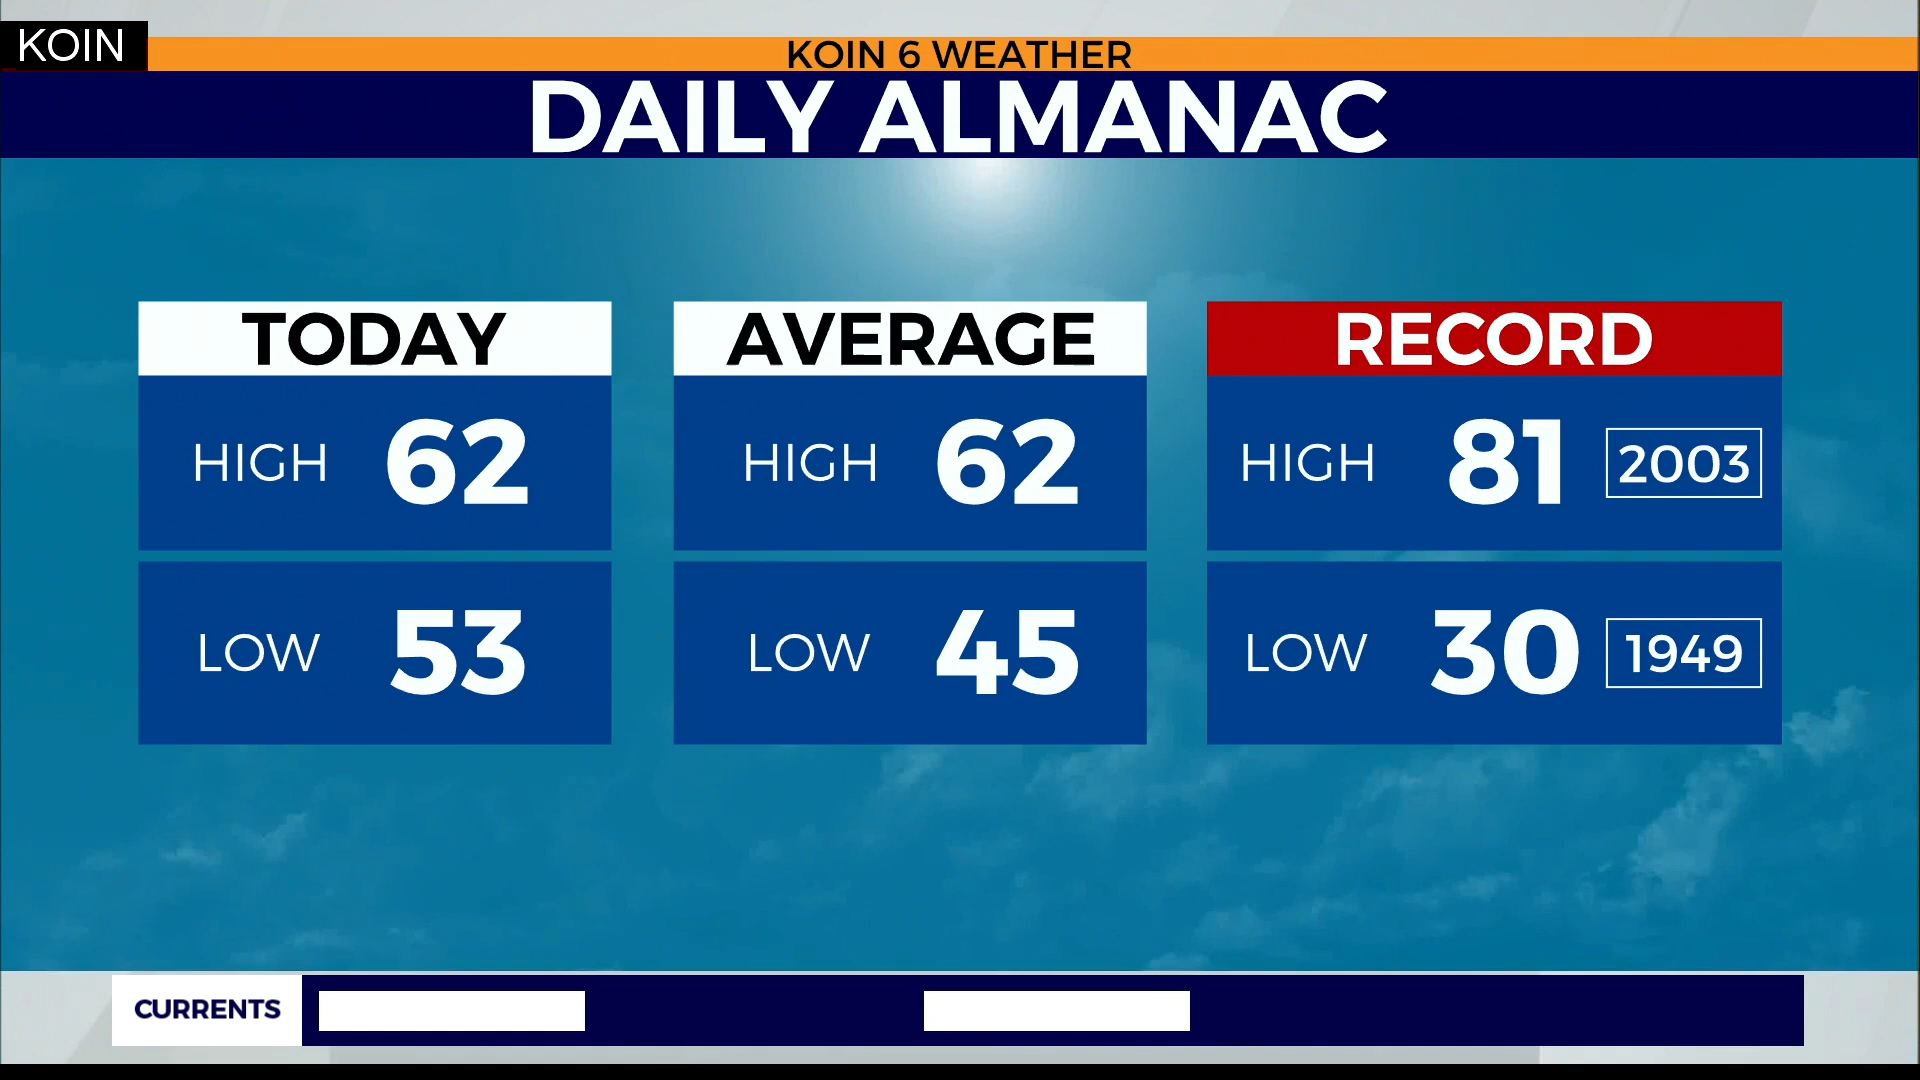 KOIN
KOIN 6 WEATHER
DAILY ALMANAC
TODAY
HIGH 62
LOW 53
AVERAGE
HIGH 62
LOW 45
RECORD
HIGH 81 2003
LOW 30 1949
CURRENTS